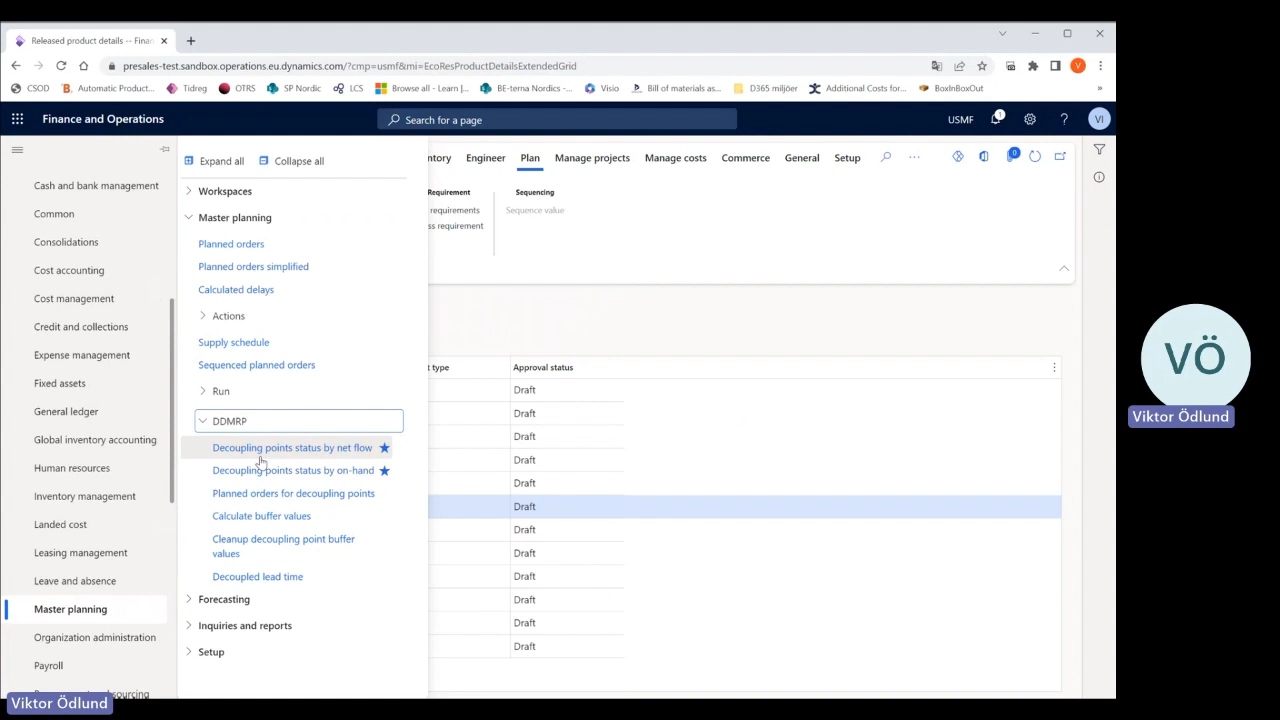 Released product details -- Finan
presales-test.sandbox.operations.eu.dynamics.com/?cmp=usmf&mi=EcoResProductDetailsExtendedGrid
V
CSOD
Automatic Product...
Tidreg
OTRS
SP Nordic
LCS
Browse all - Learn |...
BE-terna Nordics -...
Visio
Bill of materials as...
D365 miljöer
Additional Costs for...
BoxInBoxOut
»
Finance and Operations
Search for a page
USMF
1
VI
Expand all
Collapse all
ntory
Engineer
Plan
Manage projects
Manage costs
Commerce
General
Setup
0
Cash and bank management
Common
Consolidations
Cost accounting
Cost management
Credit and collections
Expense management
Fixed assets
General ledger
Global inventory accounting
Human resources
Inventory management
Landed cost
Leasing management
Leave and absence
Master planning
Organization administration
Payroll
Workspaces
Master planning
Planned orders
Planned orders simplified
Calculated delays
Actions
Supply schedule
Sequenced planned orders
Run
DDMRP
Decoupling points status by net flow
Decoupling points status by on-hand
Planned orders for decoupling points
Calculate buffer values
Cleanup decoupling point buffer
values
Decoupled lead time
Forecasting
Inquiries and reports
Setup
Requirement
requirements
ss requirement
Sequencing
Sequence value
t type
Approval status
Draft
Draft
Draft
Draft
Draft
Draft
Draft
Draft
Draft
Draft
Draft
Draft
VÖ
Viktor Ödlund
Viktor Ödlund